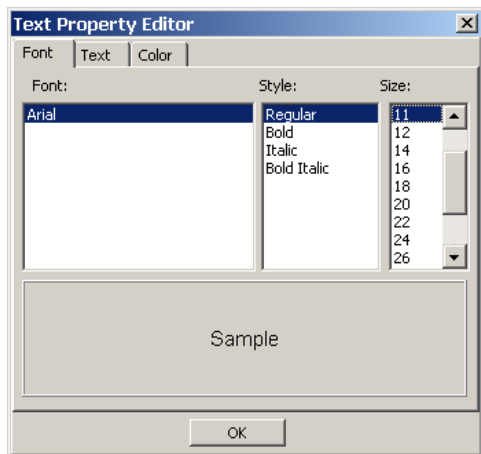 Text Property Editor
Font Text Color
Font: Style: Size:
Arial Regular 11
Bold 12
Italic 14
Bold Italic 16
18
20
22
24
26
Sample
OK